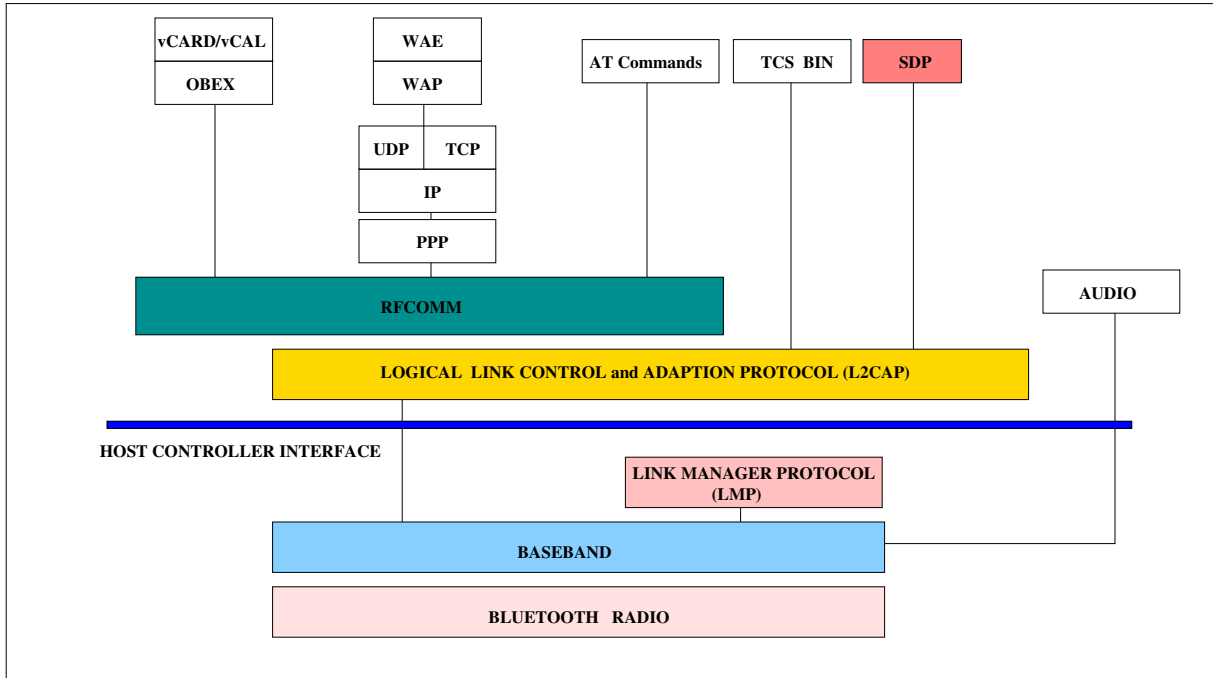 vCARD/vCAL
OBEX
WAE
WAP
UDP TCP
IP
PPP
AT Commands
TCS BIN
SDP
RFCOMM
AUDIO
LOGICAL LINK CONTROL and ADAPTION PROTOCOL (L2CAP)
HOST CONTROLLER INTERFACE
LINK MANAGER PROTOCOL
(LMP)
BASEBAND
BLUETOOTH RADIO